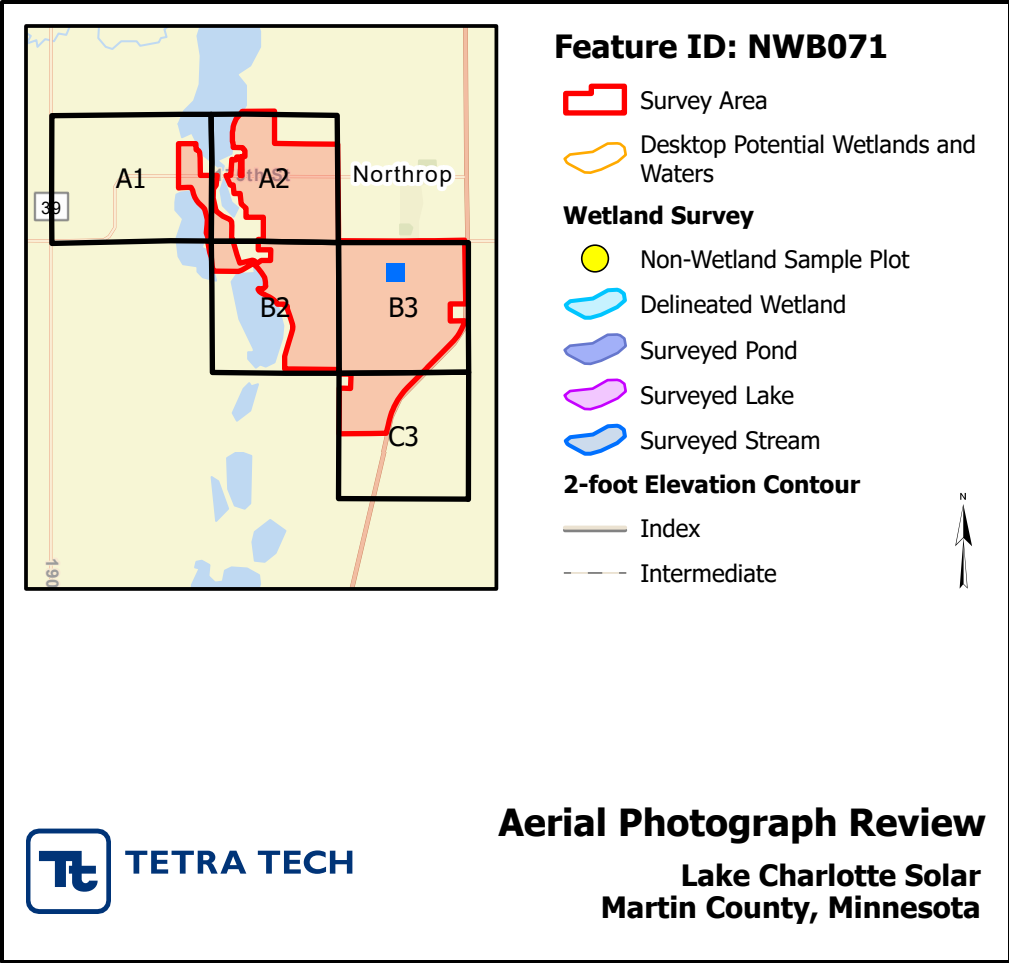 A1
A2
Northrop
39
B2
B3
C3
190
Feature ID: NWB071
Survey Area
Desktop Potential Wetlands and
Waters
Wetland Survey
Non-Wetland Sample Plot
Delineated Wetland
Surveyed Pond
Surveyed Lake
Surveyed Stream
2-foot Elevation Contour
Index
Intermediate
N
Tt
TETRA TECH
Aerial Photograph Review
Lake Charlotte Solar
Martin County, Minnesota